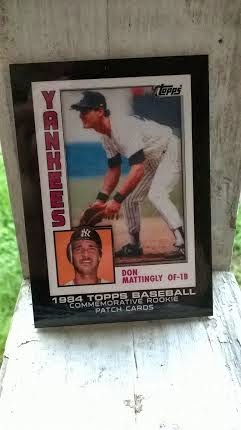 Topps
YANKEES
DON
MATTINGLY OF-1B
1984 TOPPS BASEBALL
COMMEMORATIVE ROOKIE
PATCH CARDS